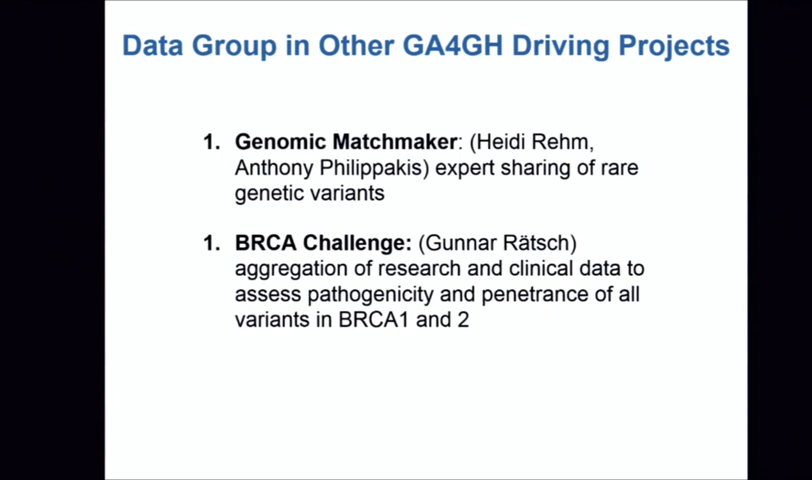 Data Group in Other GA4GH Driving Projects
1. Genomic Matchmaker: (Heidi Rehm,
Anthony Philippakis) expert sharing of rare
genetic variants
1. BRCA Challenge: (Gunnar Rätsch)
aggregation of research and clinical data to
assess pathogenicity and penetrance of all
variants in BRCA1 and 2